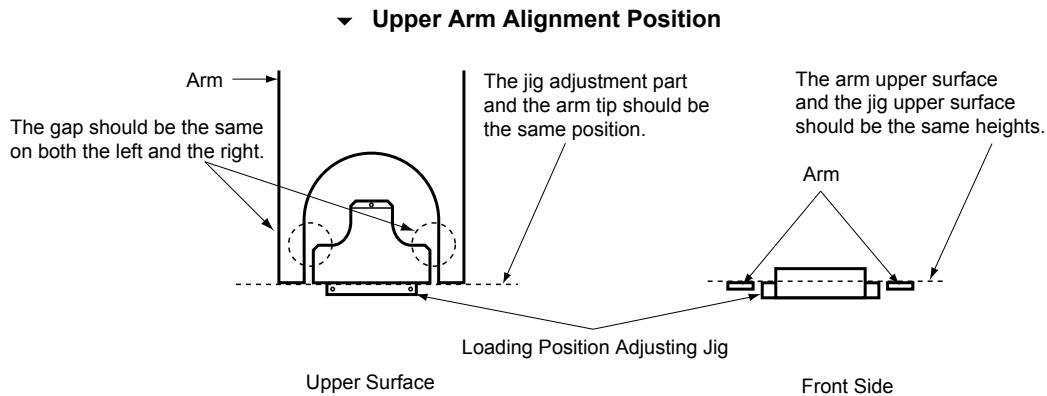 Upper Arm Alignment Position
Arm
The gap should be the same
on both the left and the right.
The jig adjustment part
and the arm tip should be
the same position.
The arm upper surface
and the jig upper surface
should be the same heights.
Arm
Loading Position Adjusting Jig
Upper Surface
Front Side